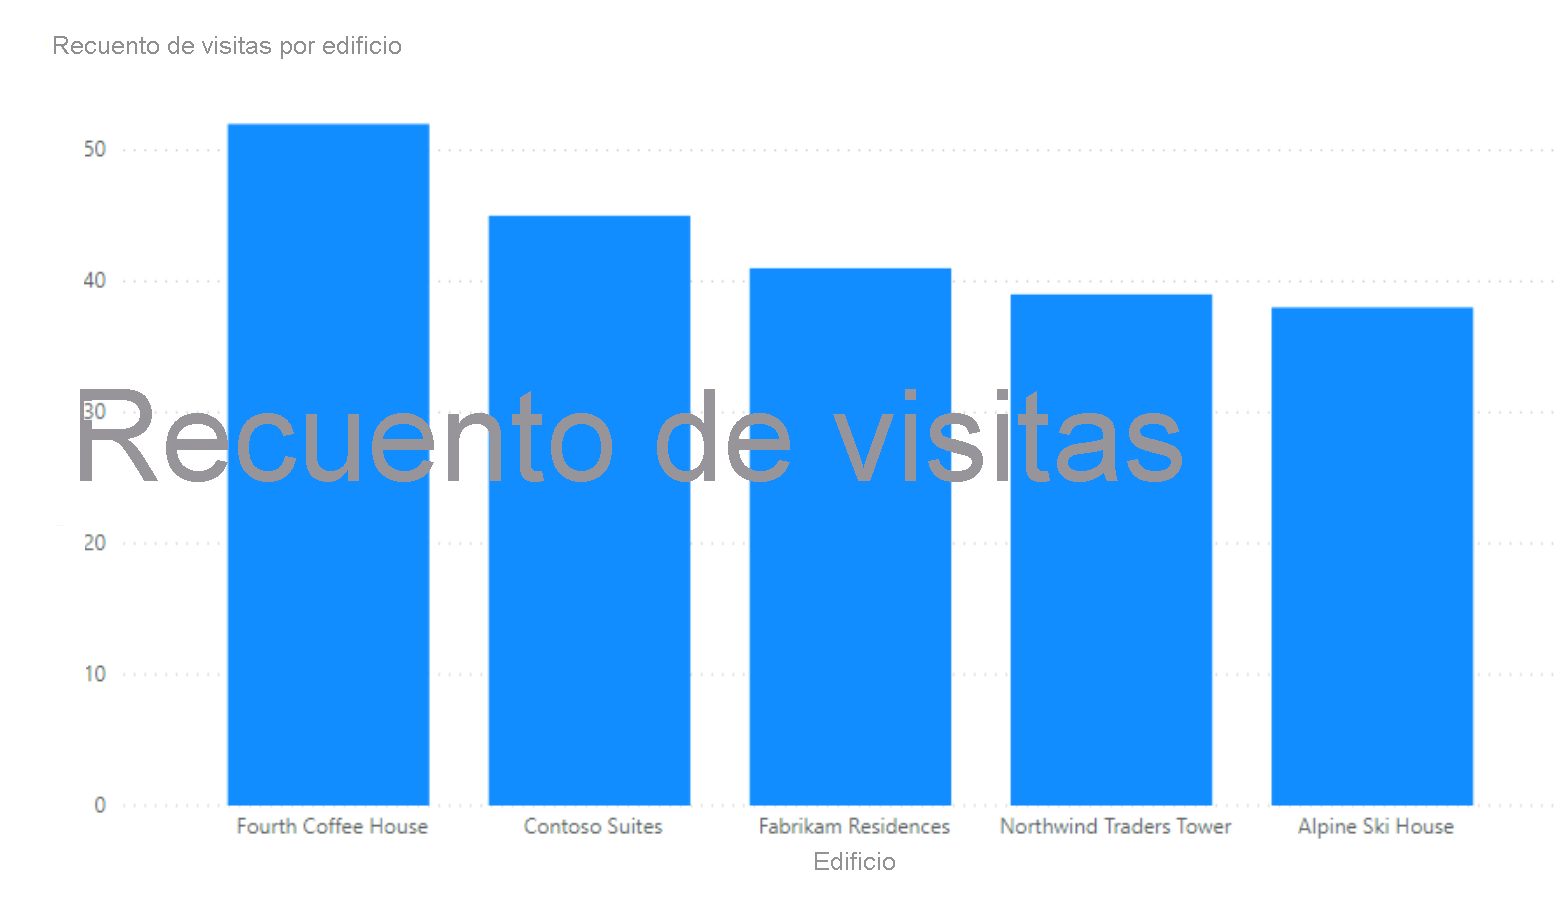 Recuento de visitas por edificio
50
40
30
20
10
0
Recuento de visitas
Fourth Coffee House
Contoso Suites
Fabrikam Residences
Northwind Traders Tower
Alpine Ski House
Edificio